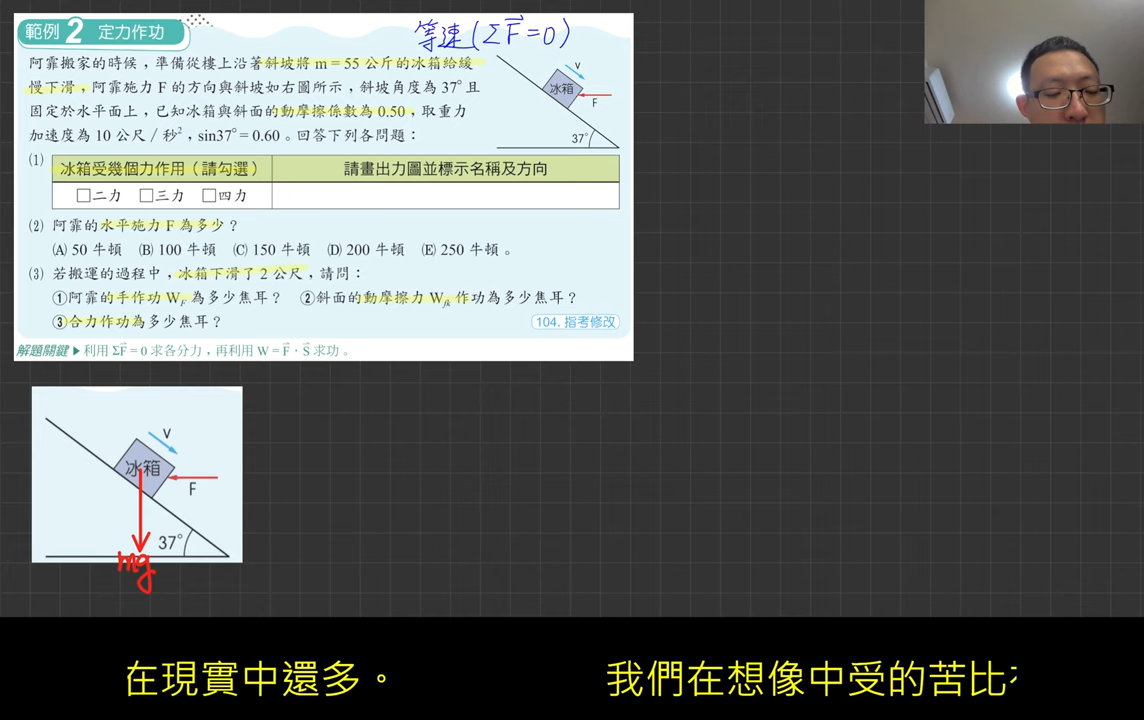 範例2 定力作功
等速(ΣF⃗=0)
阿霏搬家的時候，準備從樓上沿著斜坡將 m = 55 公斤的冰箱給緩
慢下滑，阿霏施力 F 的方向與斜坡如右圖所示，斜坡角度為 37° 且
固定於水平面上，已知冰箱與斜面的動摩擦係數為 0.50，取重力
加速度為 10 公尺／秒²，sin37° = 0.60。回答下列各問題：
v
冰箱
F
37°
(1)
冰箱受幾個力作用（請勾選） 請畫出力圖並標示名稱及方向
□二力 □三力 □四力
(2) 阿霏的水平施力 F 為多少？
(A) 50 牛頓 (B) 100 牛頓 (C) 150 牛頓 (D) 200 牛頓 (E) 250 牛頓。
(3) 若搬運的過程中，冰箱下滑了 2 公尺，請問：
①阿霏的手作功 W_F 為多少焦耳？ ②斜面的動摩擦力 W_fk 作功為多少焦耳？
③合力作功為多少焦耳？
104. 指考修改
解題關鍵▶利用 ΣF⃗ = 0 求各分力，再利用 W = F⃗ · S⃗ 求功。
v
冰箱
F
37°
mg
在現實中還多。 我們在想像中受的苦比